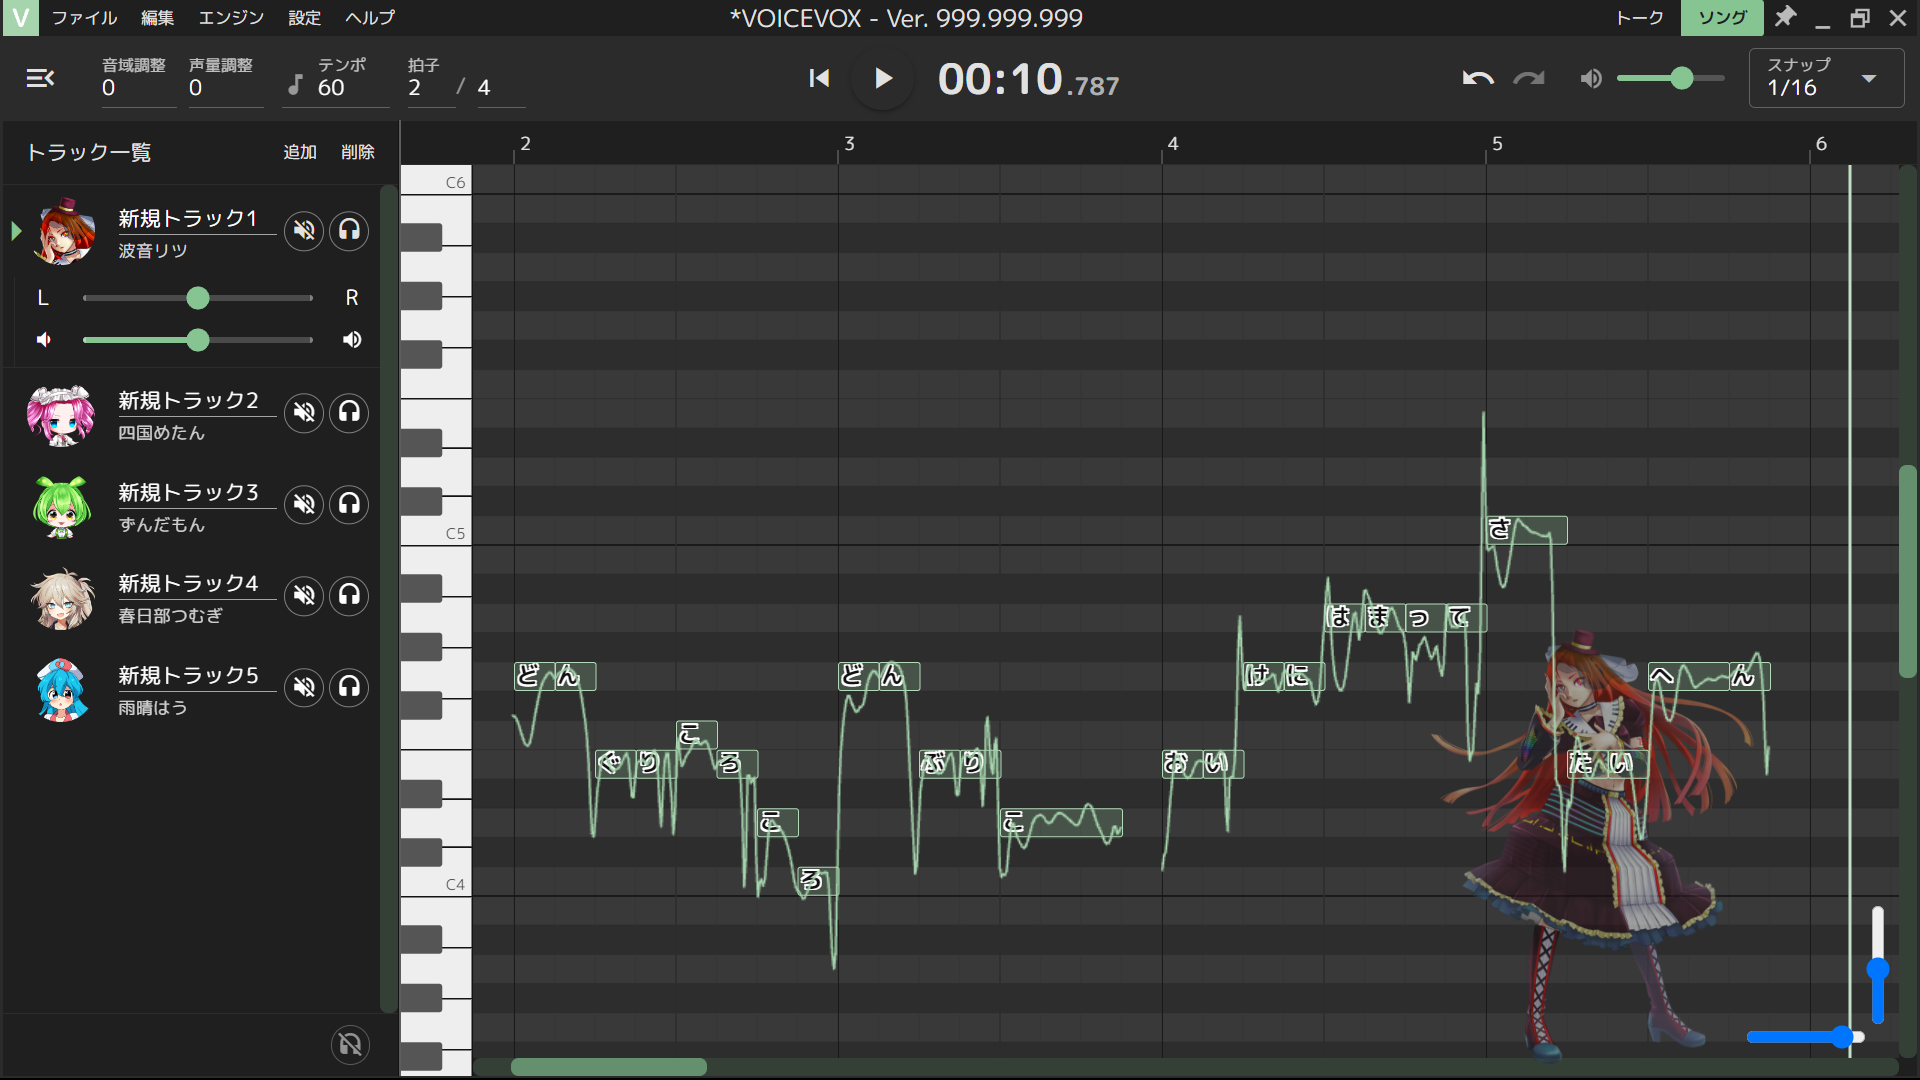 V ファイル 編集 エンジン 設定 ヘルプ *VOICEVOX - Ver. 999.999.999 トーク ソング
音域調整 0 声量調整 0 テンポ 60 拍子 2 / 4 00:10.787 スナップ 1/16
トラック一覧 追加 削除
新規トラック1
波音リツ
L R
新規トラック2
四国めたん
新規トラック3
ずんだもん
新規トラック4
春日部つむぎ
新規トラック5
雨晴はう
2 3 4 5 6
C6
C5
C4
どん
ぐり
こ
ろ
こ
ろ
どん
ぶり
こ
おい
けに
はまって
さ
たい
へん